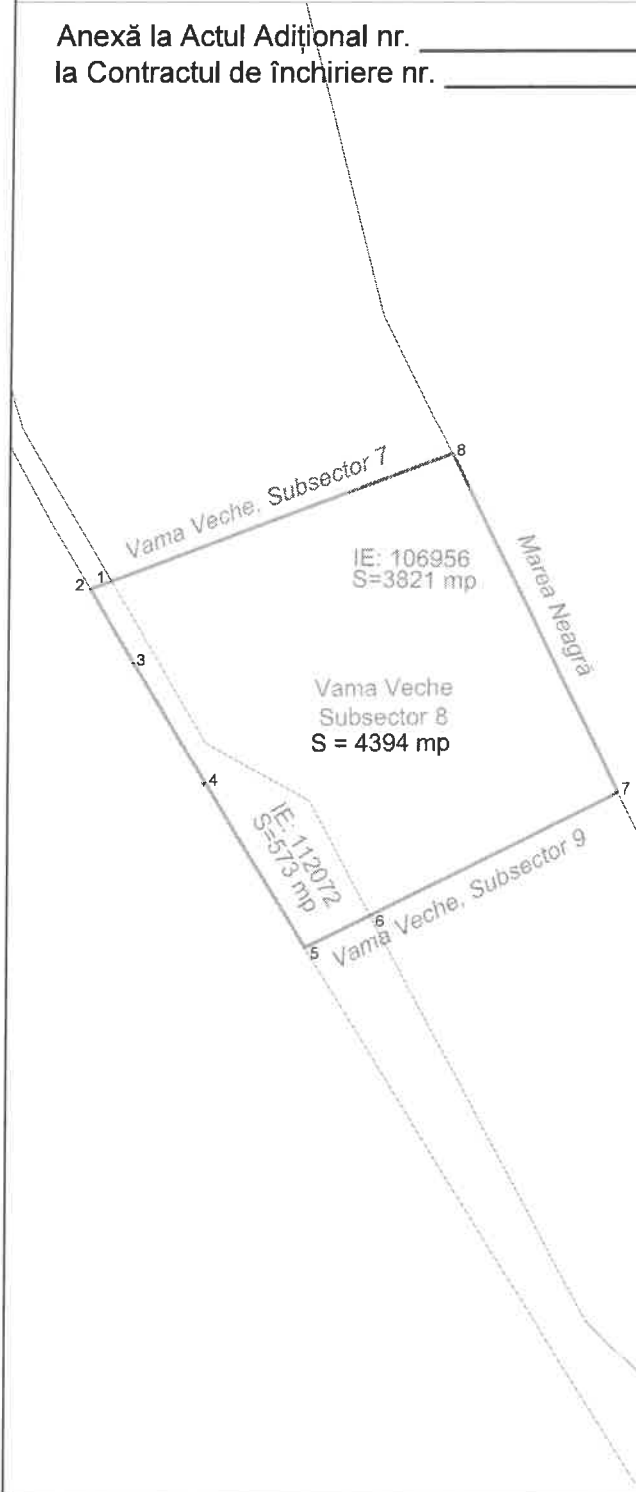 Anexă la Actul Adițional nr.
la Contractul de închiriere nr.
8
Vama Veche, Subsector 7
IE: 106956
S=3821 mp
Marea Neagră
2
1
3
Vama Veche
Subsector 8
S = 4394 mp
4
7
IE: 112072
S=573 mp
6
5
Vama Veche, Subsector 9